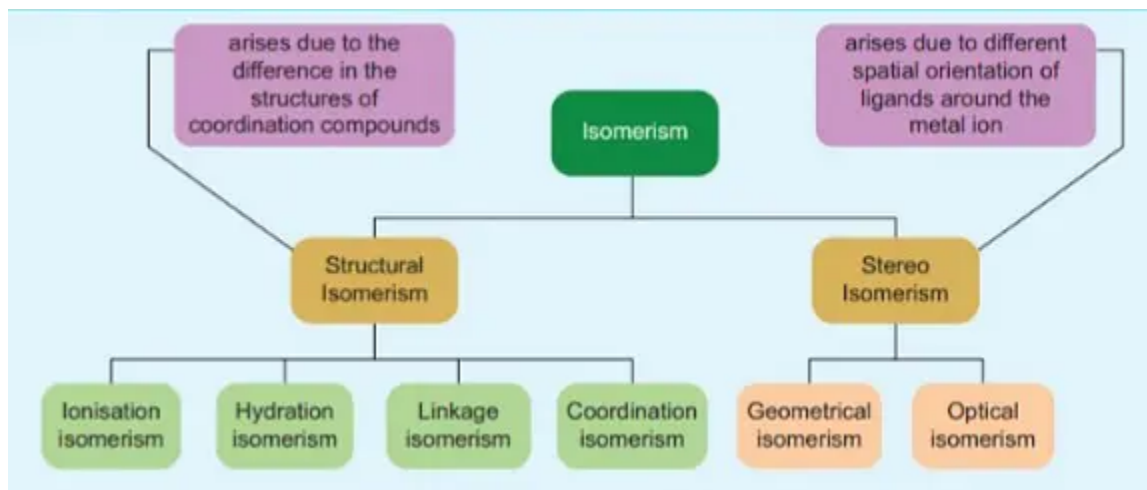 arises due to the
difference in the
structures of
coordination compounds
Isomerism
arises due to different
spatial orientation of
ligands around the
metal ion
Structural
Isomerism
Stereo
Isomerism
Ionisation
isomerism
Hydration
isomerism
Linkage
isomerism
Coordination
isomerism
Geometrical
isomerism
Optical
isomerism